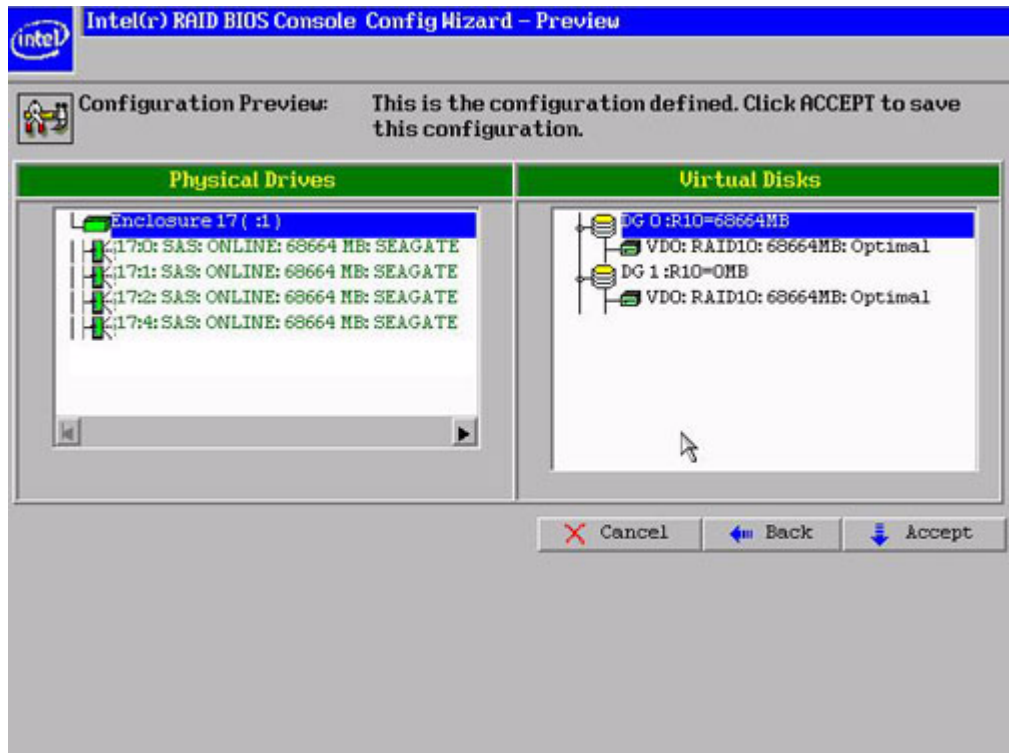 Intel(r) RAID BIOS Console Config Wizard – Preview
intel
Configuration Preview: This is the configuration defined. Click ACCEPT to save
this configuration.
Physical Drives
Enclosure 17 ( :1 )
17:0: SAS: ONLINE: 68664 MB: SEAGATE
17:1: SAS: ONLINE: 68664 MB: SEAGATE
17:2: SAS: ONLINE: 68664 MB: SEAGATE
17:4: SAS: ONLINE: 68664 MB: SEAGATE
Virtual Disks
DG 0 :R10=68664MB
VD0: RAID10: 68664MB: Optimal
DG 1 :R10=0MB
VD0: RAID10: 68664MB: Optimal
Cancel
Back
Accept